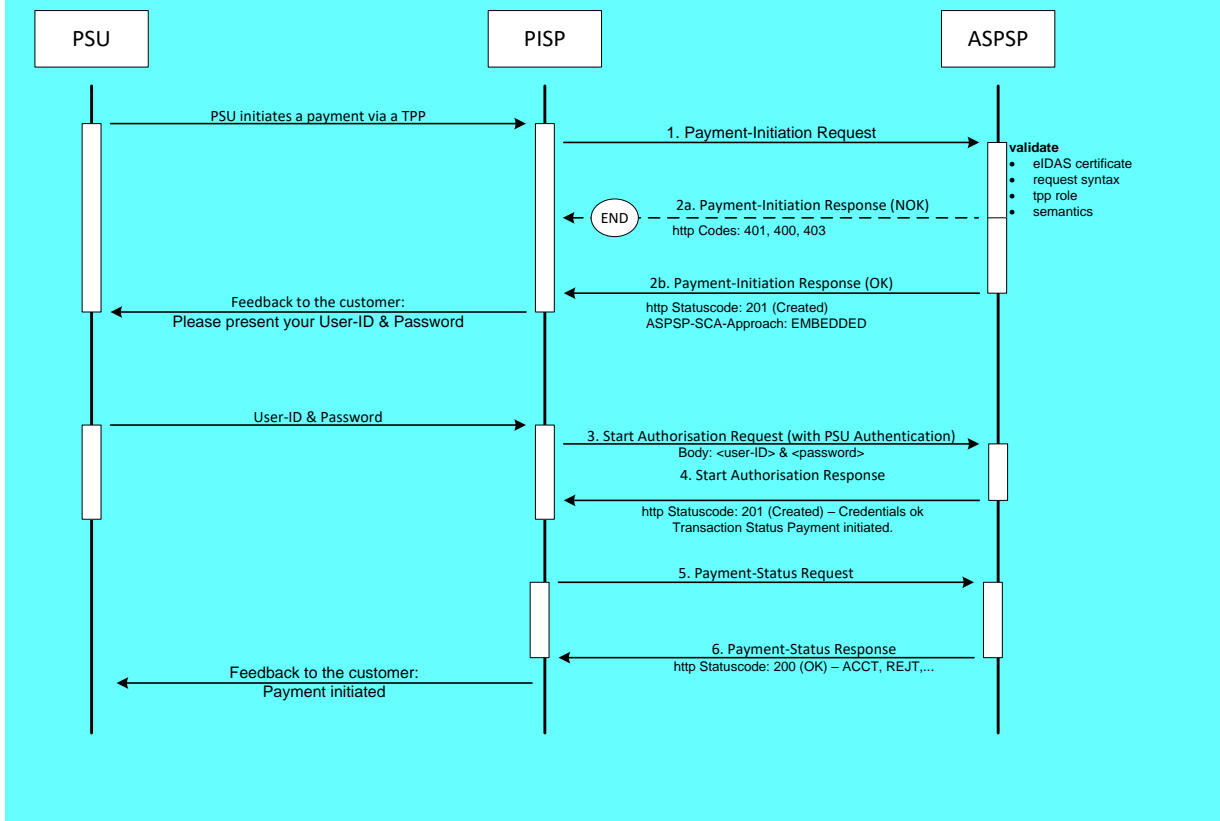 PSU
PISP
ASPSP
PSU initiates a payment via a TPP
1. Payment-Initiation Request
validate
• eIDAS certificate
• request syntax
• tpp role
• semantics
2a. Payment-Initiation Response (NOK)
END
http Codes: 401, 400, 403
2b. Payment-Initiation Response (OK)
http Statuscode: 201 (Created)
ASPSP-SCA-Approach: EMBEDDED
Feedback to the customer:
Please present your User-ID & Password
User-ID & Password
3. Start Authorisation Request (with PSU Authentication)
Body: <user-ID> & <password>
4. Start Authorisation Response
http Statuscode: 201 (Created) – Credentials ok
Transaction Status Payment initiated.
5. Payment-Status Request
6. Payment-Status Response
http Statuscode: 200 (OK) – ACCT, REJT,...
Feedback to the customer:
Payment initiated